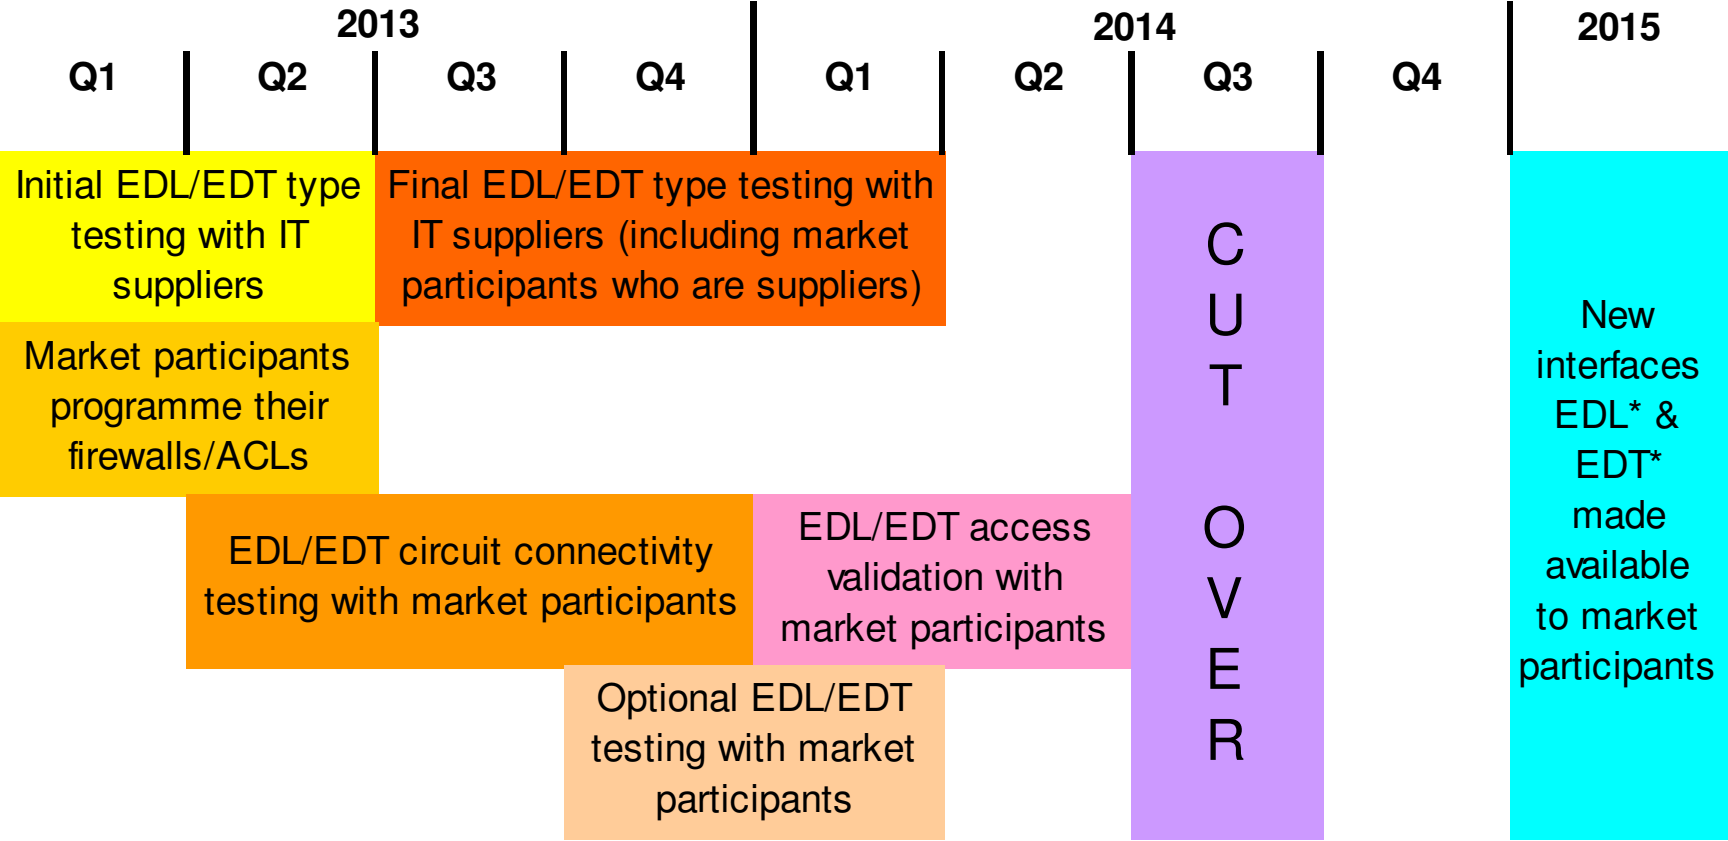 2013
2014
2015
Q1
Q2
Q3
Q4
Q1
Q2
Q3
Q4
Initial EDL/EDT type
testing with IT
suppliers
Final EDL/EDT type testing with
IT suppliers (including market
participants who are suppliers)
Market participants
programme their
firewalls/ACLs
EDL/EDT circuit connectivity
testing with market participants
EDL/EDT access
validation with
market participants
Optional EDL/EDT
testing with market
participants
C
U
T
O
V
E
R
New
interfaces
EDL* &
EDT*
made
available
to market
participants